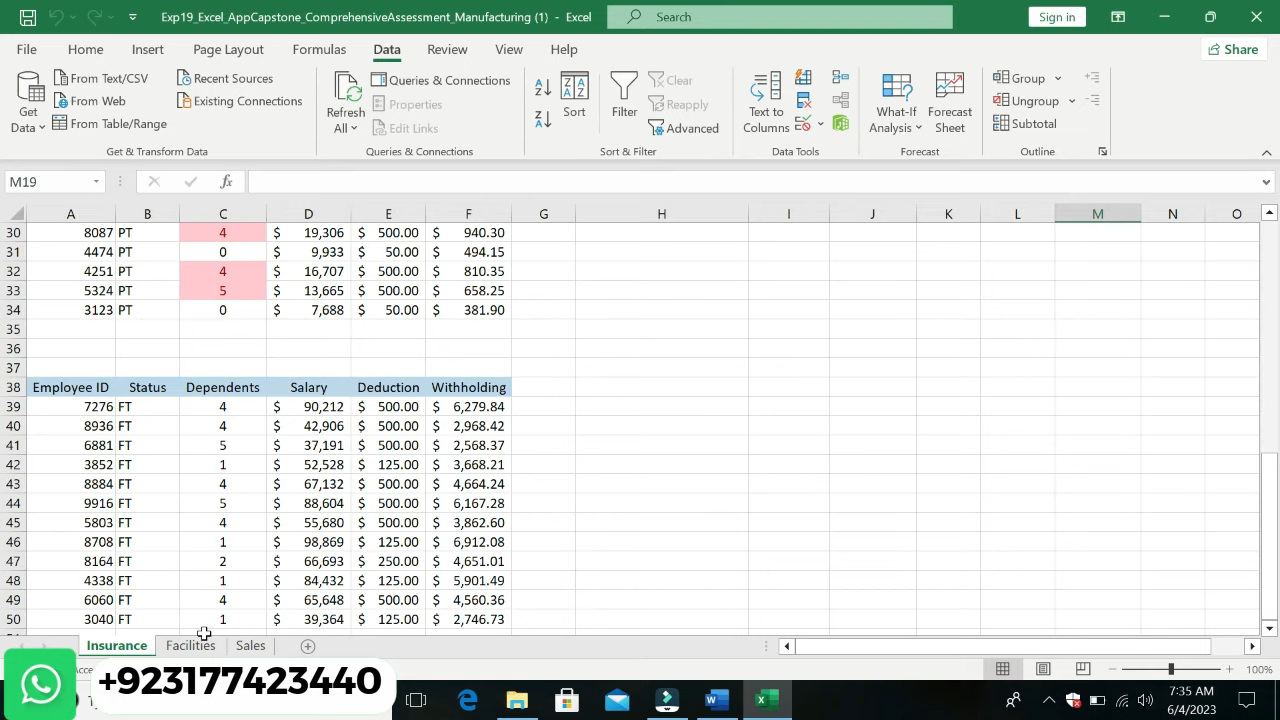 Exp19_Excel_AppCapstone_ComprehensiveAssessment_Manufacturing (1) - Excel
Search
Sign in
File Home Insert Page Layout Formulas Data Review View Help Share
Get Data
From Text/CSV
From Web
From Table/Range
Recent Sources
Existing Connections
Get & Transform Data
Refresh All
Queries & Connections
Properties
Edit Links
Queries & Connections
Sort
Filter
Clear
Reapply
Advanced
Sort & Filter
Text to Columns
Data Tools
What-If Analysis
Forecast Sheet
Forecast
Group
Ungroup
Subtotal
Outline
M19 fx
A B C D E F G H I J K L M N O
30 8087 PT 4 $ 19,306 $ 500.00 $ 940.30
31 4474 PT 0 $ 9,933 $ 50.00 $ 494.15
32 4251 PT 4 $ 16,707 $ 500.00 $ 810.35
33 5324 PT 5 $ 13,665 $ 500.00 $ 658.25
34 3123 PT 0 $ 7,688 $ 50.00 $ 381.90
35
36
37
38 Employee ID Status Dependents Salary Deduction Withholding
39 7276 FT 4 $ 90,212 $ 500.00 $ 6,279.84
40 8936 FT 4 $ 42,906 $ 500.00 $ 2,968.42
41 6881 FT 5 $ 37,191 $ 500.00 $ 2,568.37
42 3852 FT 1 $ 52,528 $ 125.00 $ 3,668.21
43 8884 FT 4 $ 67,132 $ 500.00 $ 4,664.24
44 9916 FT 5 $ 88,604 $ 500.00 $ 6,167.28
45 5803 FT 4 $ 55,680 $ 500.00 $ 3,862.60
46 8708 FT 1 $ 98,869 $ 125.00 $ 6,912.08
47 8164 FT 2 $ 66,693 $ 250.00 $ 4,651.01
48 4338 FT 1 $ 84,432 $ 125.00 $ 5,901.49
49 6060 FT 4 $ 65,648 $ 500.00 $ 4,560.36
50 3040 FT 1 $ 39,364 $ 125.00 $ 2,746.73
Insurance Facilities Sales
100%
+923177423440
7:35 AM
6/4/2023